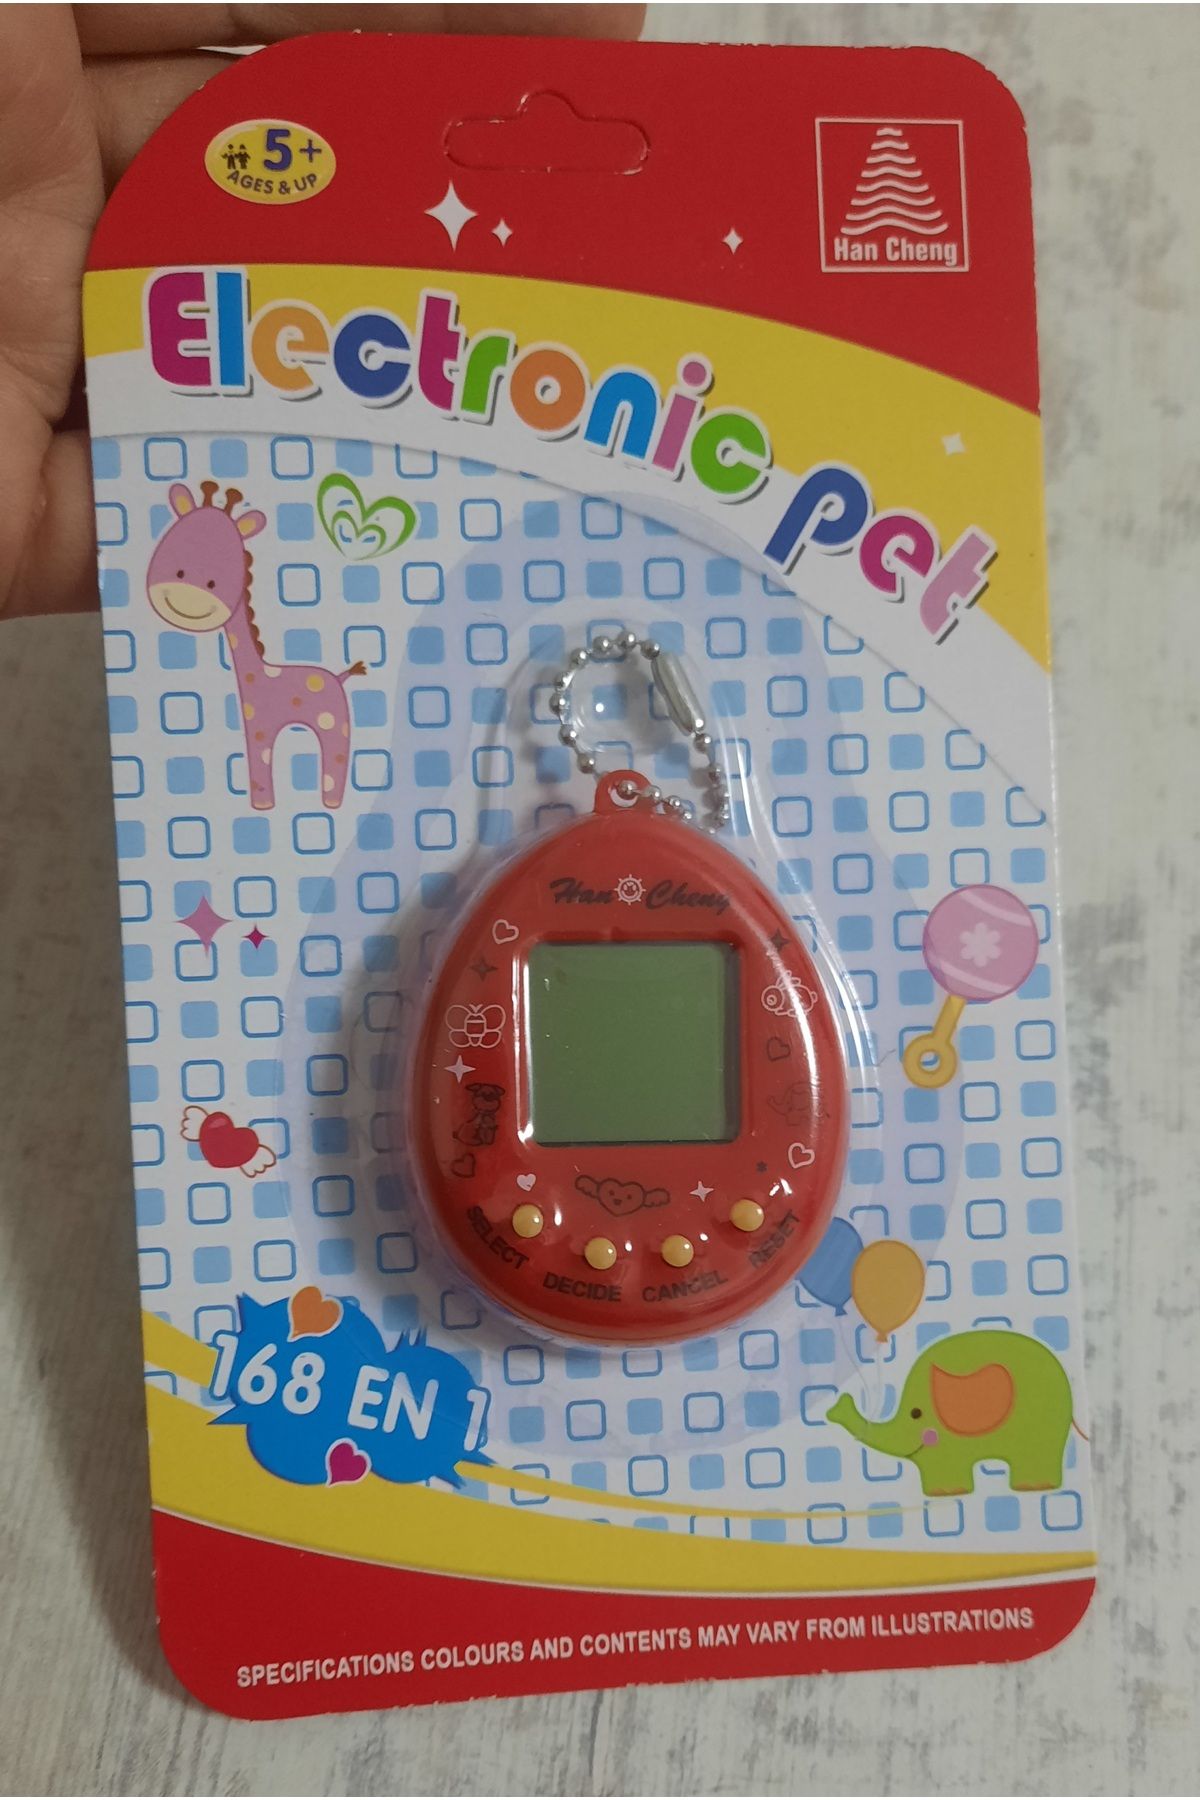 5+
AGES & UP
Han Cheng
Electronic pet
Han Cheng
SELECT
DECIDE
CANCEL
RESET
168 EN 1
SPECIFICATIONS COLOURS AND CONTENTS MAY VARY FROM ILLUSTRATIONS